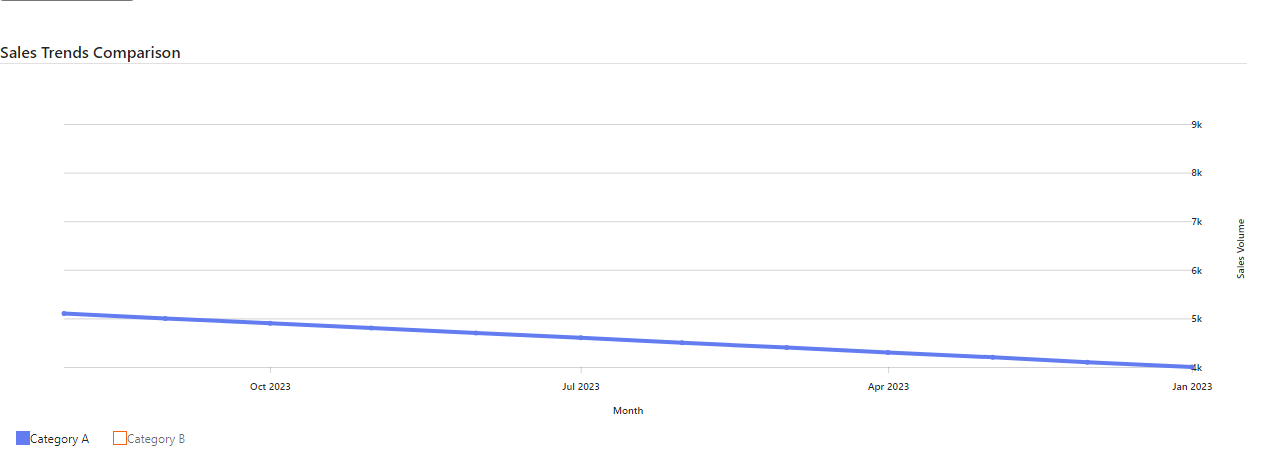 Sales Trends Comparison
9k
8k
7k
6k
5k
4k
Sales Volume
Oct 2023 Jul 2023 Apr 2023 Jan 2023
Month
Category A Category B